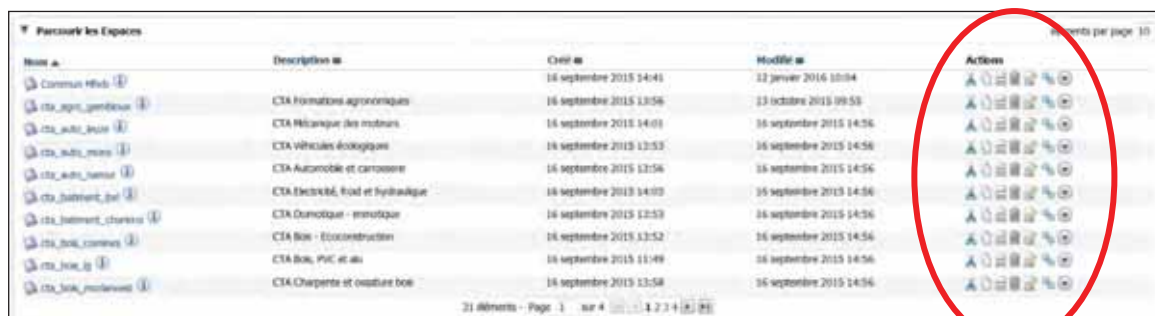 Parcourir les Espaces éléments par page 10
Nom Description Créé Modifié Actions
Commun 16 septembre 2015 14:41 12 janvier 2016 10:04
cta_agro_gembloux CTA Formations agronomiques 16 septembre 2015 13:56 13 octobre 2015 09:55
cta_auto_leuze CTA Mécanique des moteurs 16 septembre 2015 14:01 16 septembre 2015 14:56
cta_auto_mons CTA Véhicules écologiques 16 septembre 2015 13:53 16 septembre 2015 14:56
cta_auto_namur CTA Automobile et carrosserie 16 septembre 2015 13:56 16 septembre 2015 14:56
CTA Electricité, froid et hydraulique 16 septembre 2015 14:03 16 septembre 2015 14:56
cta_batiment_charleroi CTA Domotique - immotique 16 septembre 2015 13:53 16 septembre 2015 14:56
cta_bois_comines CTA Bois - Ecoconstruction 16 septembre 2015 13:52 16 septembre 2015 14:56
CTA Bois, PVC et alu 16 septembre 2015 11:49 16 septembre 2015 14:56
cta_bois_morlanwelz CTA Charpente et ossature bois 16 septembre 2015 13:58 16 septembre 2015 14:56
21 éléments - Page 1 sur 4 1 2 3 4